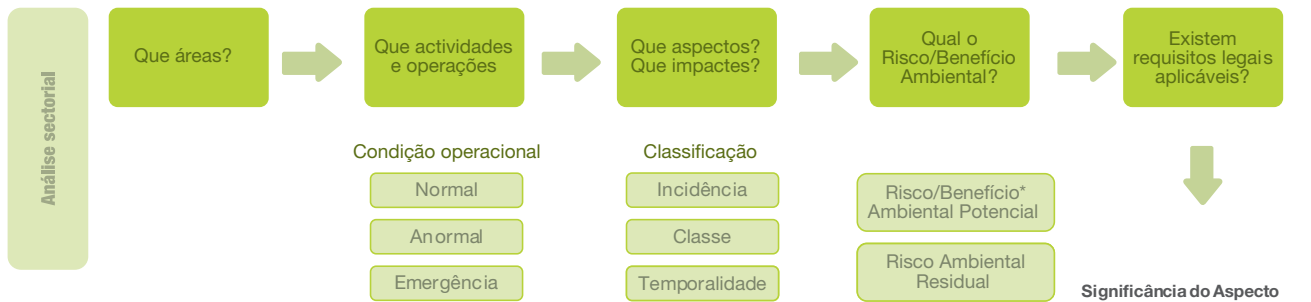 Análise sectorial
Que áreas?
Que actividades
e operações
Que aspectos?
Que impactes?
Qual o
Risco/Benefício
Ambiental?
Existem
requisitos legais
aplicáveis?
Condição operacional
Normal
Anormal
Emergência
Classificação
Incidência
Classe
Temporalidade
Risco/Benefício*
Ambiental Potencial
Risco Ambiental
Residual
Significância do Aspecto